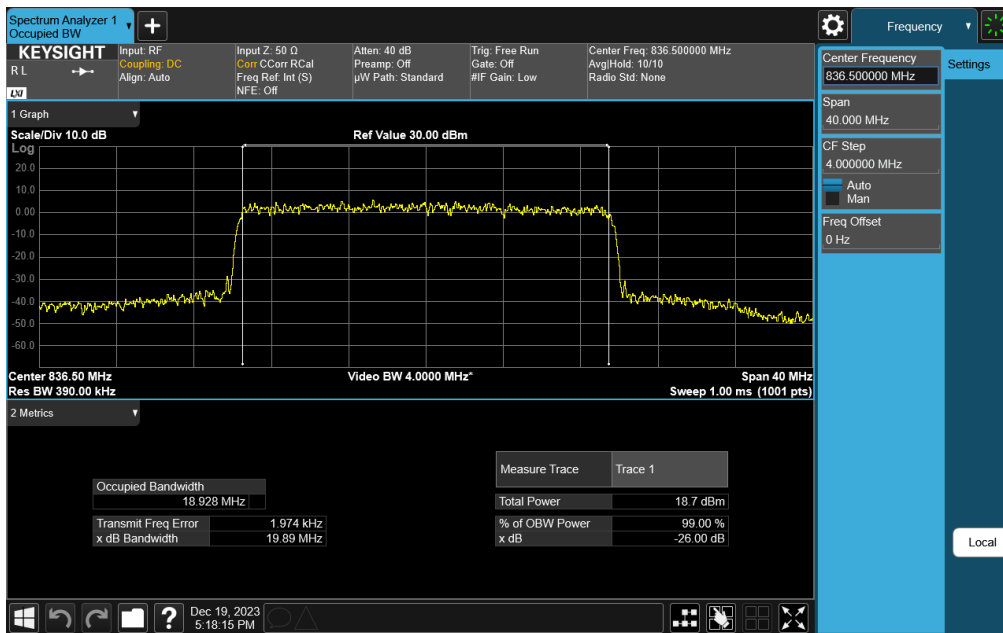 Spectrum Analyzer 1
Occupied BW
Frequency
KEYSIGHT
R L
LXI
Input: RF
Coupling: DC
Align: Auto
Input Z: 50 Ω
Corr CCorr RCal
Freq Ref: Int (S)
NFE: Off
Atten: 40 dB
Preamp: Off
µW Path: Standard
Trig: Free Run
Gate: Off
#IF Gain: Low
Center Freq: 836.500000 MHz
Avg|Hold: 10/10
Radio Std: None
Center Frequency
836.500000 MHz
Settings
Span
40.000 MHz
CF Step
4.000000 MHz
Auto
Man
Freq Offset
0 Hz
Local
1 Graph
Scale/Div 10.0 dB
Ref Value 30.00 dBm
Log
20.0
10.0
0.00
-10.0
-20.0
-30.0
-40.0
-50.0
-60.0
Center 836.50 MHz
Video BW 4.0000 MHz*
Span 40 MHz
Res BW 390.00 kHz
Sweep 1.00 ms (1001 pts)
2 Metrics
Occupied Bandwidth
18.928 MHz
Transmit Freq Error 1.974 kHz
x dB Bandwidth 19.89 MHz
Measure Trace Trace 1
Total Power 18.7 dBm
% of OBW Power 99.00 %
x dB -26.00 dB
?
Dec 19, 2023
5:18:15 PM